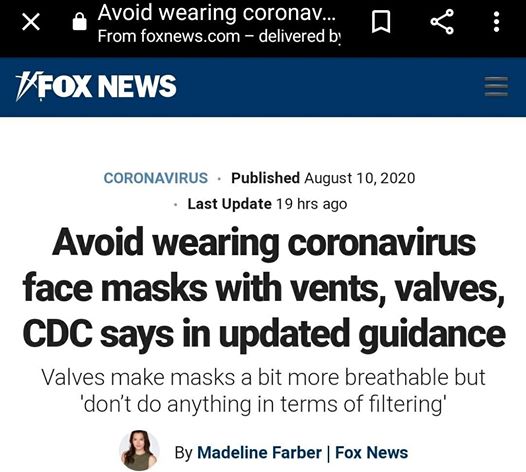 Avoid wearing coronav...
From foxnews.com – delivered by
FOX NEWS
CORONAVIRUS · Published August 10, 2020
· Last Update 19 hrs ago
Avoid wearing coronavirus
face masks with vents, valves,
CDC says in updated guidance
Valves make masks a bit more breathable but
'don't do anything in terms of filtering'
By Madeline Farber | Fox News